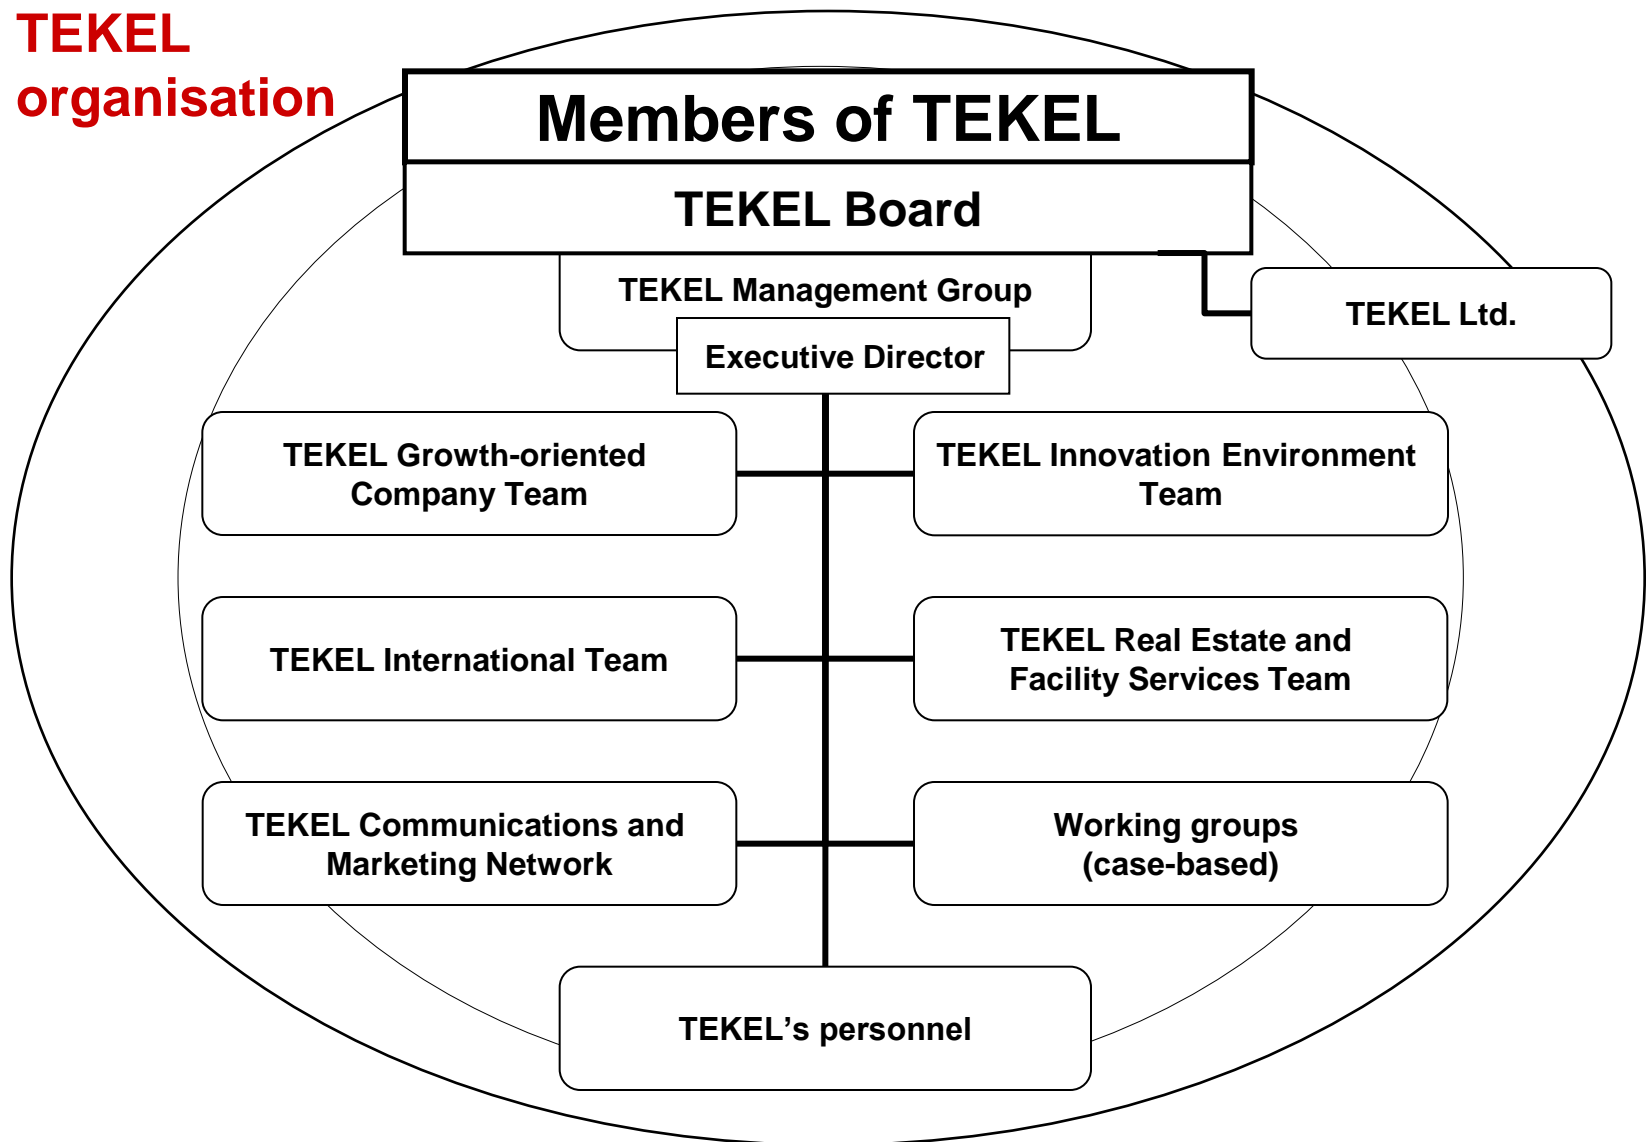 TEKEL
organisation
Members of TEKEL
TEKEL Board
TEKEL Management Group
TEKEL Ltd.
Executive Director
TEKEL Growth-oriented
Company Team
TEKEL Innovation Environment
Team
TEKEL International Team
TEKEL Real Estate and
Facility Services Team
TEKEL Communications and
Marketing Network
Working groups
(case-based)
TEKEL’s personnel